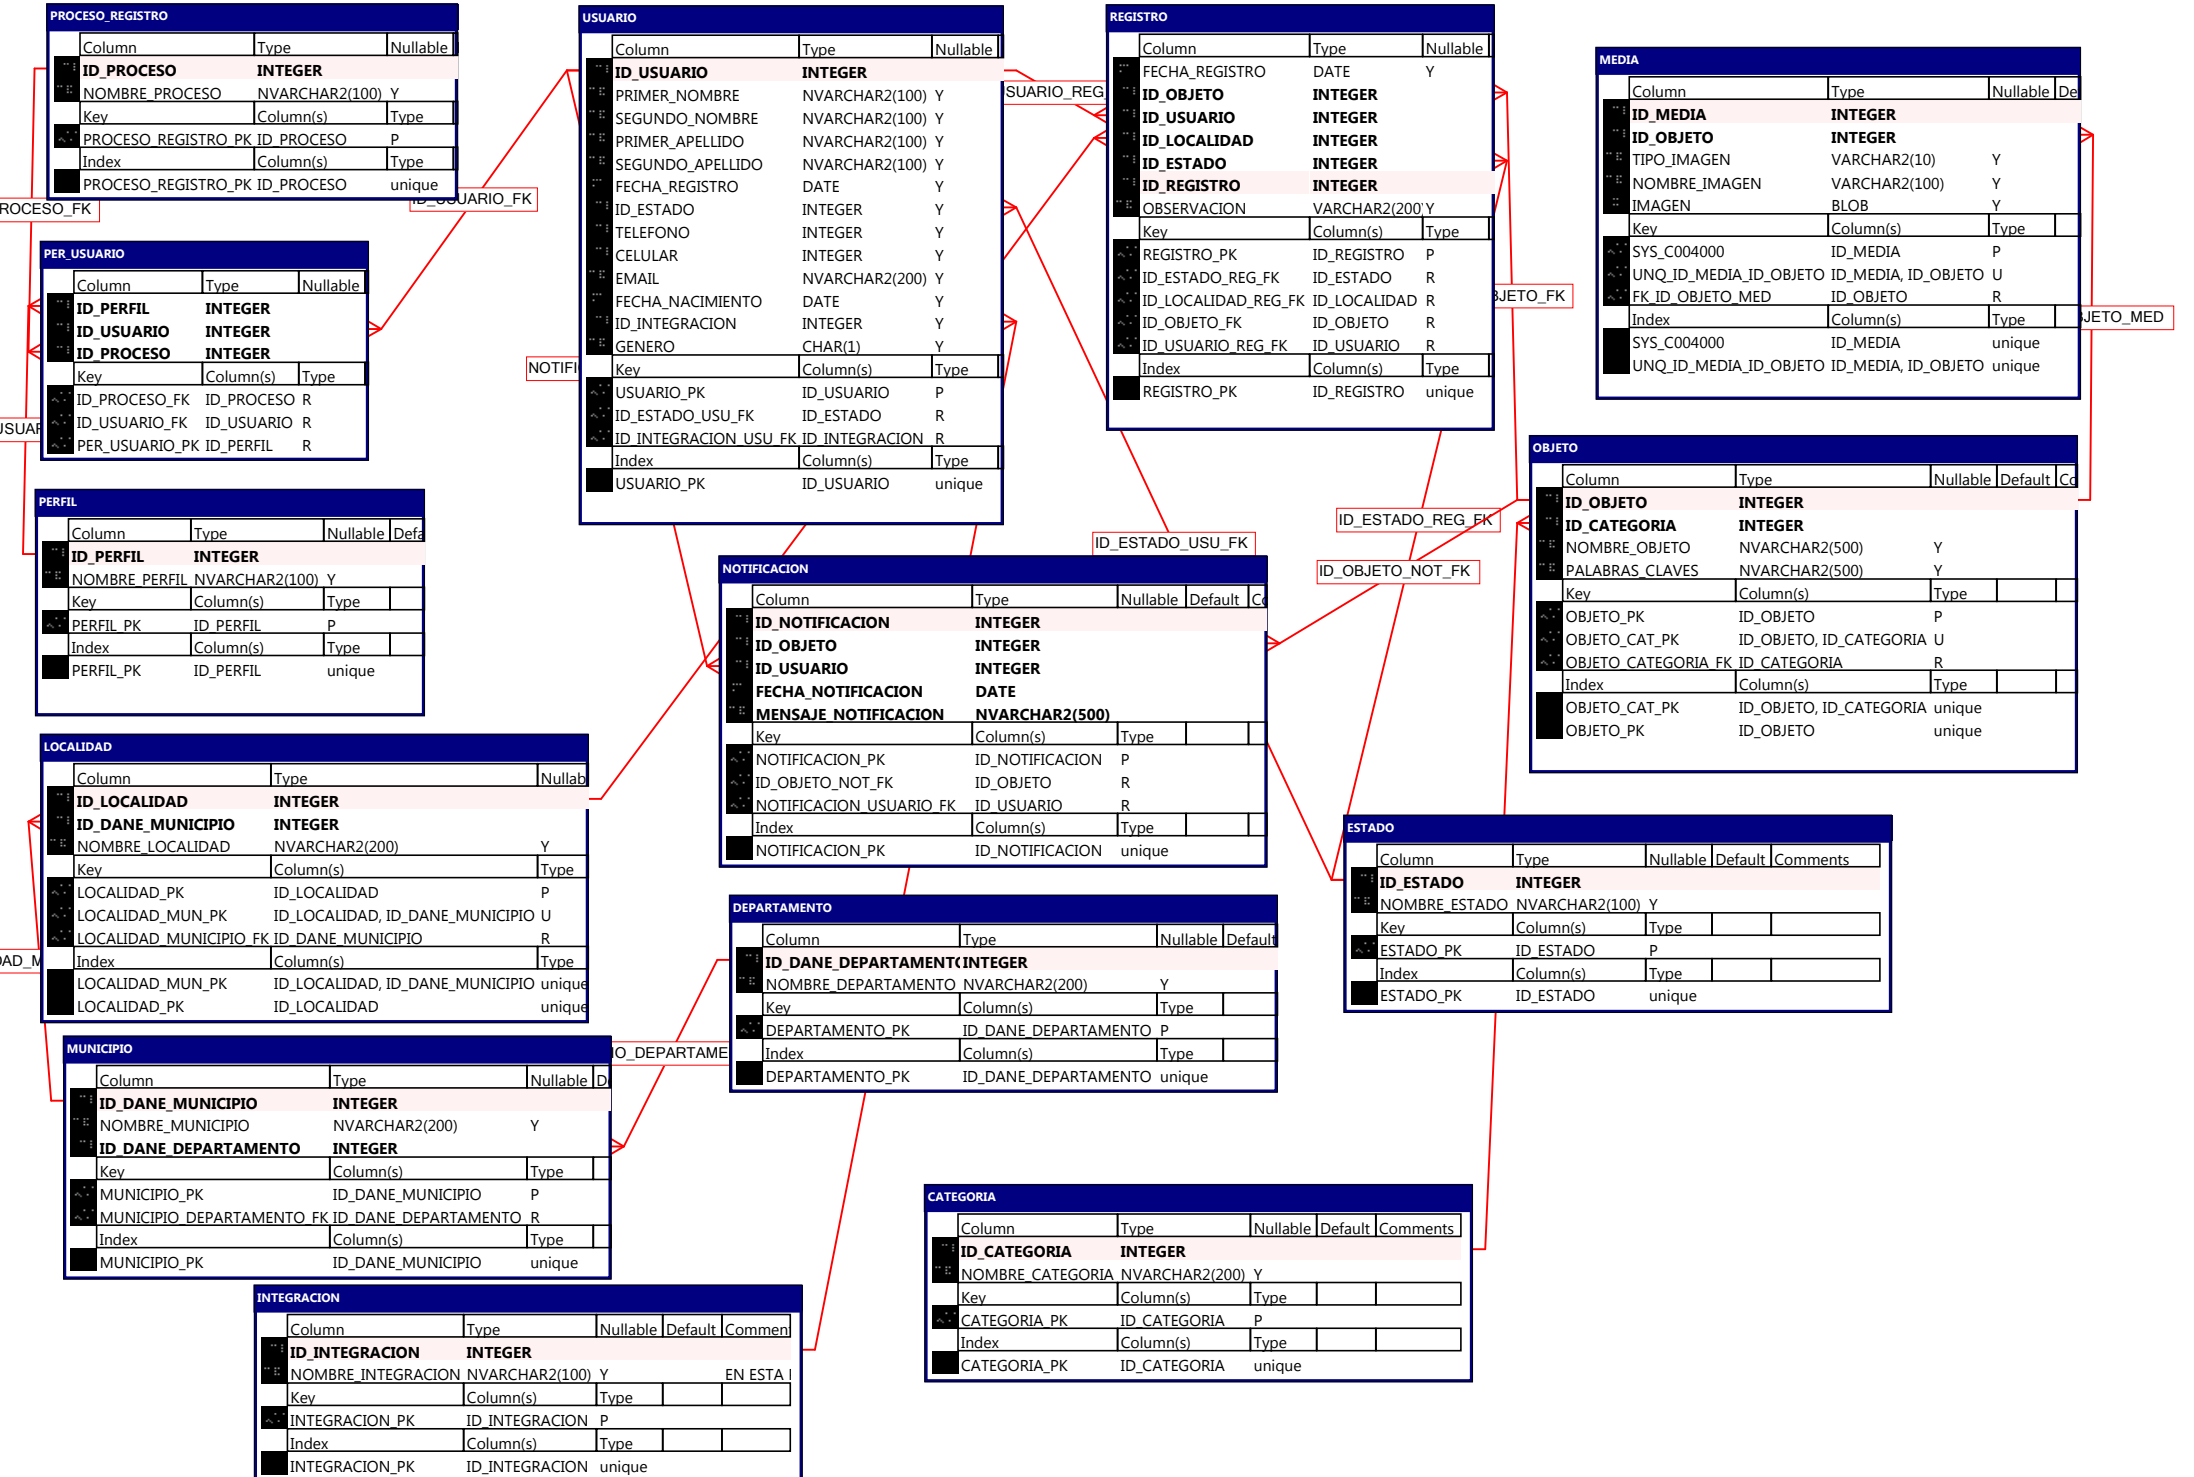 PROCESO_REGISTRO
Column Type Nullable
ID_PROCESO INTEGER
NOMBRE_PROCESO NVARCHAR2(100) Y
Key Column(s) Type
PROCESO_REGISTRO_PK ID_PROCESO P
Index Column(s) Type
PROCESO_REGISTRO_PK ID_PROCESO unique
ROCESO_FK
ID_USUARIO_FK
PER_USUARIO
Column Type Nullable
ID_PERFIL INTEGER
ID_USUARIO INTEGER
ID_PROCESO INTEGER
Key Column(s) Type
ID_PROCESO_FK ID_PROCESO R
ID_USUARIO_FK ID_USUARIO R
PER_USUARIO_PK ID_PERFIL R
USUAR
PERFIL
Column Type Nullable Defa
ID_PERFIL INTEGER
NOMBRE_PERFIL NVARCHAR2(100) Y
Key Column(s) Type
PERFIL_PK ID_PERFIL P
Index Column(s) Type
PERFIL_PK ID_PERFIL unique
LOCALIDAD
Column Type Nullab
ID_LOCALIDAD INTEGER
ID_DANE_MUNICIPIO INTEGER
NOMBRE_LOCALIDAD NVARCHAR2(200) Y
Key Column(s) Type
LOCALIDAD_PK ID_LOCALIDAD P
LOCALIDAD_MUN_PK ID_LOCALIDAD, ID_DANE_MUNICIPIO U
LOCALIDAD_MUNICIPIO_FK ID_DANE_MUNICIPIO R
Index Column(s) Type
LOCALIDAD_MUN_PK ID_LOCALIDAD, ID_DANE_MUNICIPIO unique
LOCALIDAD_PK ID_LOCALIDAD unique
DAD_M
MUNICIPIO
Column Type Nullable D
ID_DANE_MUNICIPIO INTEGER
NOMBRE_MUNICIPIO NVARCHAR2(200) Y
ID_DANE_DEPARTAMENTO INTEGER
Key Column(s) Type
MUNICIPIO_PK ID_DANE_MUNICIPIO P
MUNICIPIO_DEPARTAMENTO_FK ID_DANE_DEPARTAMENTO R
Index Column(s) Type
MUNICIPIO_PK ID_DANE_MUNICIPIO unique
IO_DEPARTAME
INTEGRACION
Column Type Nullable Default Commen
ID_INTEGRACION INTEGER
NOMBRE_INTEGRACION NVARCHAR2(100) Y EN ESTA
Key Column(s) Type
INTEGRACION_PK ID_INTEGRACION P
Index Column(s) Type
INTEGRACION_PK ID_INTEGRACION unique
USUARIO
Column Type Nullable
ID_USUARIO INTEGER
PRIMER_NOMBRE NVARCHAR2(100) Y
SEGUNDO_NOMBRE NVARCHAR2(100) Y
PRIMER_APELLIDO NVARCHAR2(100) Y
SEGUNDO_APELLIDO NVARCHAR2(100) Y
FECHA_REGISTRO DATE Y
ID_ESTADO INTEGER Y
TELEFONO INTEGER Y
CELULAR INTEGER Y
EMAIL NVARCHAR2(200) Y
FECHA_NACIMIENTO DATE Y
ID_INTEGRACION INTEGER Y
GENERO CHAR(1) Y
Key Column(s) Type
USUARIO_PK ID_USUARIO P
ID_ESTADO_USU_FK ID_ESTADO R
ID_INTEGRACION_USU_FK ID_INTEGRACION R
Index Column(s) Type
USUARIO_PK ID_USUARIO unique
NOTIFI
SUARIO_REG_
ID_ESTADO_USU_FK
NOTIFICACION
Column Type Nullable Default Co
ID_NOTIFICACION INTEGER
ID_OBJETO INTEGER
ID_USUARIO INTEGER
FECHA_NOTIFICACION DATE
MENSAJE_NOTIFICACION NVARCHAR2(500)
Key Column(s) Type
NOTIFICACION_PK ID_NOTIFICACION P
ID_OBJETO_NOT_FK ID_OBJETO R
NOTIFICACION_USUARIO_FK ID_USUARIO R
Index Column(s) Type
NOTIFICACION_PK ID_NOTIFICACION unique
DEPARTAMENTO
Column Type Nullable Default
ID_DANE_DEPARTAMENTO INTEGER
NOMBRE_DEPARTAMENTO NVARCHAR2(200) Y
Key Column(s) Type
DEPARTAMENTO_PK ID_DANE_DEPARTAMENTO P
Index Column(s) Type
DEPARTAMENTO_PK ID_DANE_DEPARTAMENTO unique
REGISTRO
Column Type Nullable
FECHA_REGISTRO DATE Y
ID_OBJETO INTEGER
ID_USUARIO INTEGER
ID_LOCALIDAD INTEGER
ID_ESTADO INTEGER
ID_REGISTRO INTEGER
OBSERVACION VARCHAR2(200) Y
Key Column(s) Type
REGISTRO_PK ID_REGISTRO P
ID_ESTADO_REG_FK ID_ESTADO R
ID_LOCALIDAD_REG_FK ID_LOCALIDAD R
ID_OBJETO_FK ID_OBJETO R
ID_USUARIO_REG_FK ID_USUARIO R
Index Column(s) Type
REGISTRO_PK ID_REGISTRO unique
BJETO_FK
ID_ESTADO_REG_FK
ID_OBJETO_NOT_FK
MEDIA
Column Type Nullable De
ID_MEDIA INTEGER
ID_OBJETO INTEGER
TIPO_IMAGEN VARCHAR2(10) Y
NOMBRE_IMAGEN VARCHAR2(100) Y
IMAGEN BLOB Y
Key Column(s) Type
SYS_C004000 ID_MEDIA P
UNQ_ID_MEDIA_ID_OBJETO ID_MEDIA, ID_OBJETO U
FK_ID_OBJETO_MED ID_OBJETO R
Index Column(s) Type
SYS_C004000 ID_MEDIA unique
UNQ_ID_MEDIA_ID_OBJETO ID_MEDIA, ID_OBJETO unique
BJETO_MED
OBJETO
Column Type Nullable Default Co
ID_OBJETO INTEGER
ID_CATEGORIA INTEGER
NOMBRE_OBJETO NVARCHAR2(500) Y
PALABRAS_CLAVES NVARCHAR2(500) Y
Key Column(s) Type
OBJETO_PK ID_OBJETO P
OBJETO_CAT_PK ID_OBJETO, ID_CATEGORIA U
OBJETO_CATEGORIA_FK ID_CATEGORIA R
Index Column(s) Type
OBJETO_CAT_PK ID_OBJETO, ID_CATEGORIA unique
OBJETO_PK ID_OBJETO unique
ESTADO
Column Type Nullable Default Comments
ID_ESTADO INTEGER
NOMBRE_ESTADO NVARCHAR2(100) Y
Key Column(s) Type
ESTADO_PK ID_ESTADO P
Index Column(s) Type
ESTADO_PK ID_ESTADO unique
CATEGORIA
Column Type Nullable Default Comments
ID_CATEGORIA INTEGER
NOMBRE_CATEGORIA NVARCHAR2(200) Y
Key Column(s) Type
CATEGORIA_PK ID_CATEGORIA P
Index Column(s) Type
CATEGORIA_PK ID_CATEGORIA unique